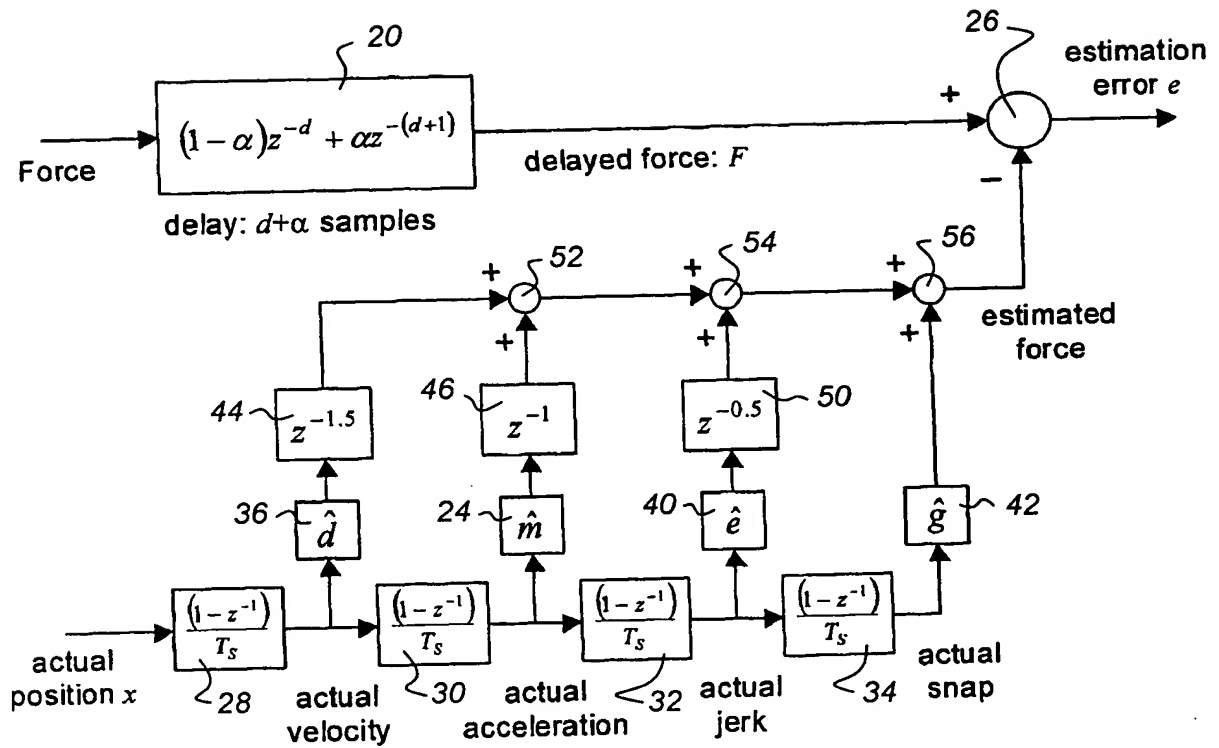 20
26
estimation
error e
(1-α)z^{-d} + αz^{-(d+1)}
+
Force
delayed force: F
−
delay: d+α samples
52
54
56
+
+
+
+
+
+
estimated
force
44
z^{-1.5}
46
z^{-1}
z^{-0.5}
50
36
d̂
24
m̂
40
ê
ĝ
42
(1-z^{-1})
T_S
(1-z^{-1})
T_S
(1-z^{-1})
T_S
(1-z^{-1})
T_S
actual
position x
28
actual
velocity
30
actual
acceleration
32
actual
jerk
34
actual
snap